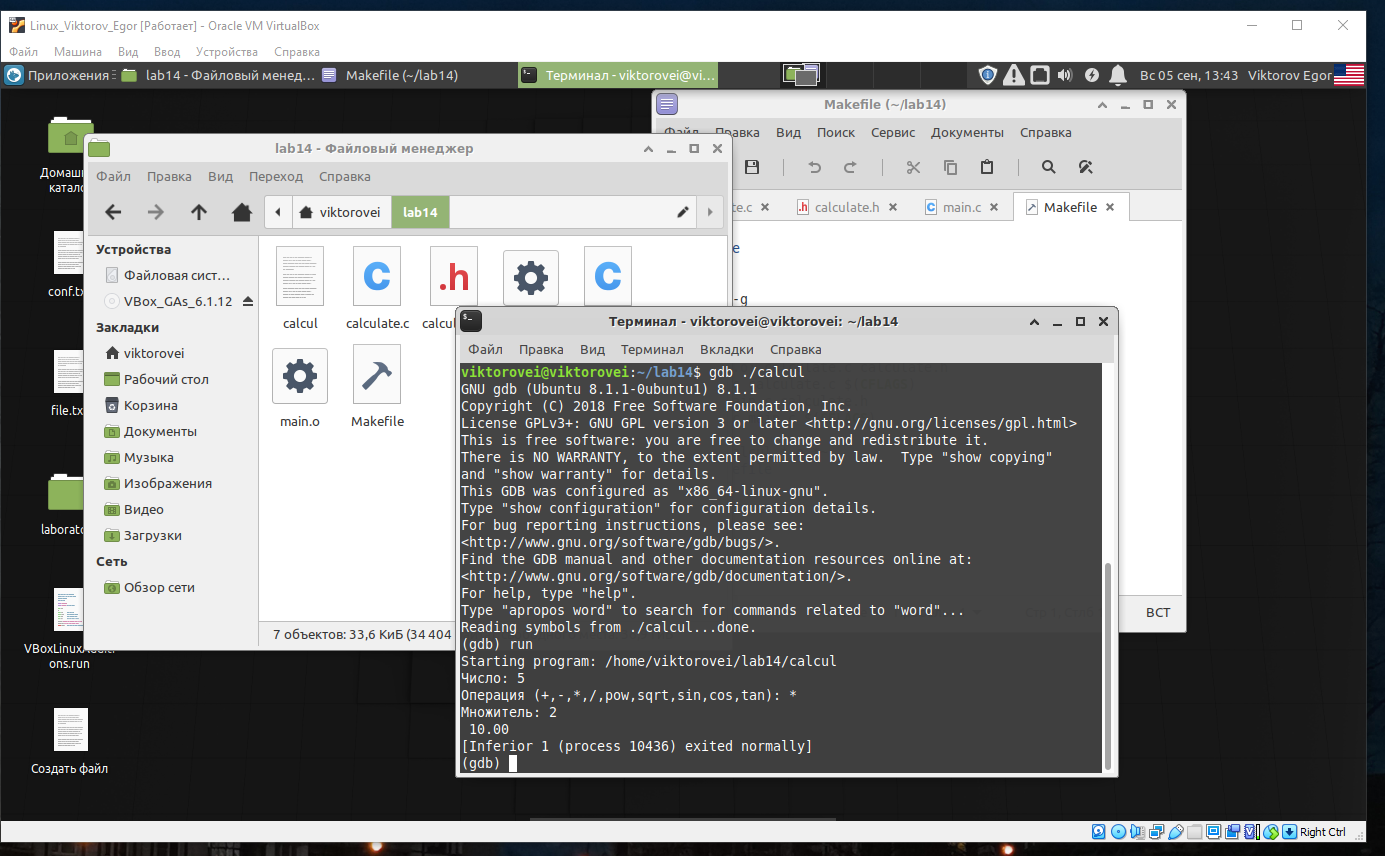 Linux_Viktorov_Egor [Работает] - Oracle VM VirtualBox
Файл Машина Вид Ввод Устройства Справка
Приложения lab14 - Файловый менед... Makefile (~/lab14) Терминал - viktorovei@vi... Вс 05 сен, 13:43 Viktorov Egor
Makefile (~/lab14)
Файл Правка Вид Поиск Сервис Документы Справка
te.c calculate.h main.c Makefile
e
-g
ВСТ
lab14 - Файловый менеджер
Файл Правка Вид Переход Справка
viktorovei lab14
Устройства
Файловая сист...
VBox_GAs_6.1.12
Закладки
viktorovei
Рабочий стол
Корзина
Документы
Музыка
Изображения
Видео
Загрузки
Сеть
Обзор сети
calcul calculate.c calcul
main.o Makefile
7 объектов: 33,6 КиБ (34 404
Терминал - viktorovei@viktorovei: ~/lab14
Файл Правка Вид Терминал Вкладки Справка
viktorovei@viktorovei:~/lab14$ gdb ./calcul
GNU gdb (Ubuntu 8.1.1-0ubuntu1) 8.1.1
Copyright (C) 2018 Free Software Foundation, Inc.
License GPLv3+: GNU GPL version 3 or later <http://gnu.org/licenses/gpl.html>
This is free software: you are free to change and redistribute it.
There is NO WARRANTY, to the extent permitted by law.  Type "show copying"
and "show warranty" for details.
This GDB was configured as "x86_64-linux-gnu".
Type "show configuration" for configuration details.
For bug reporting instructions, please see:
<http://www.gnu.org/software/gdb/bugs/>.
Find the GDB manual and other documentation resources online at:
<http://www.gnu.org/software/gdb/documentation/>.
For help, type "help".
Type "apropos word" to search for commands related to "word"...
Reading symbols from ./calcul...done.
(gdb) run
Starting program: /home/viktorovei/lab14/calcul
Число: 5
Операция (+,-,*,/,pow,sqrt,sin,cos,tan): *
Множитель: 2
 10.00
[Inferior 1 (process 10436) exited normally]
(gdb)
Домаш
катало
conf.tx
file.tx
laborato
VBoxLinuxAdditi
ons.run
Создать файл
Right Ctrl